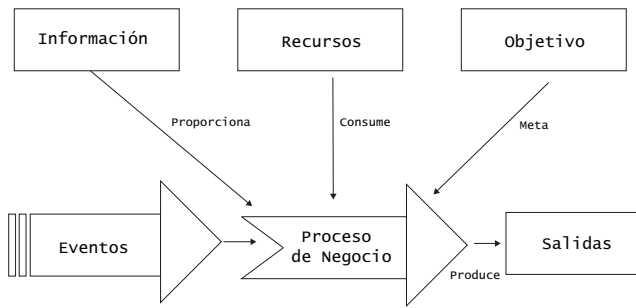 Información
Recursos
Objetivo
Proporciona
Consume
Meta
Eventos
Proceso
de Negocio
Salidas
Produce